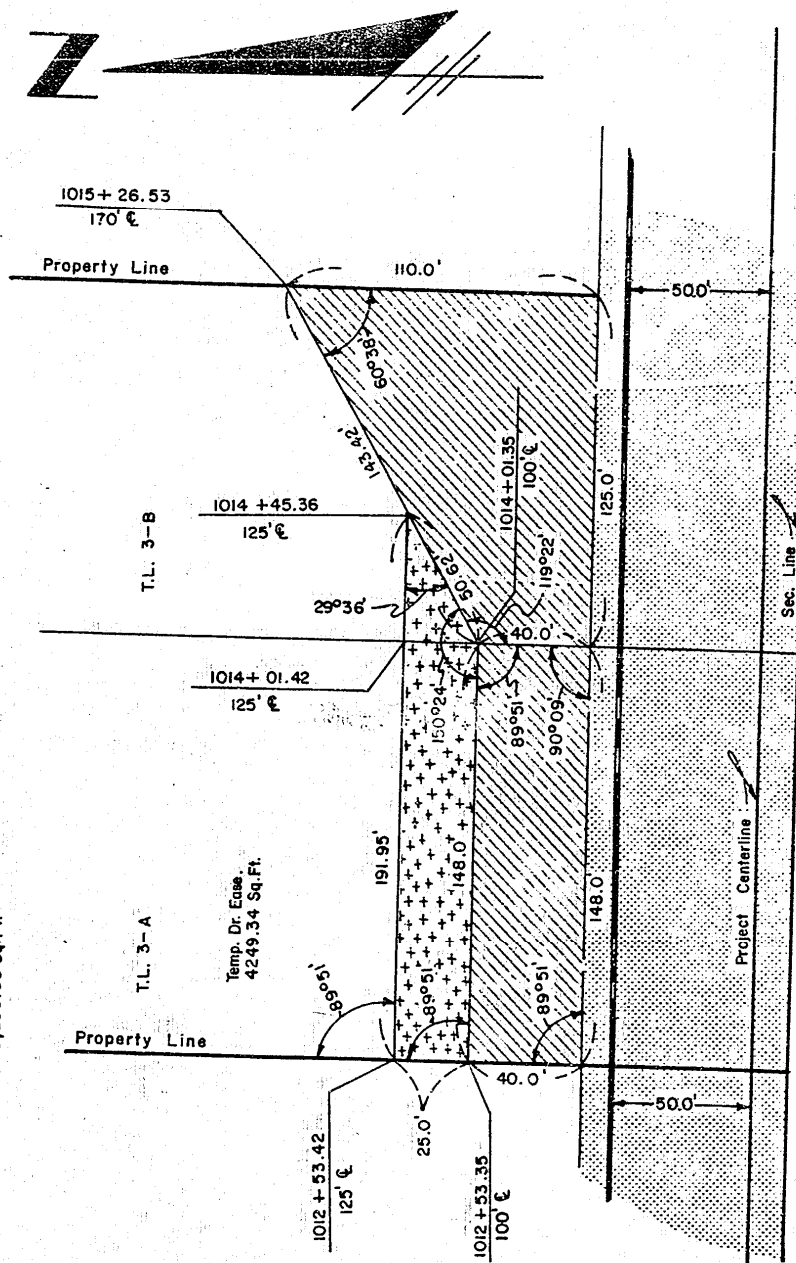 Z
1015+ 26.53
170' ℄
Property Line
110.0'
50.0'
60°38'
143.42'
1014+01.35
100' ℄
1014 +45.36
125' ℄
T.L. 3-B
50.62'
125.0'
29°36'
119°22'
40.0'
Sec. Line
1014+ 01.42
125' ℄
150°24'
89°51'
90°09'
191.95'
148.0'
148.0'
Project Centerline
T.L. 3-A
Temp. Dr. Ease.
4249.34 Sq.Ft.
89°51'
89°51'
89°51'
Property Line
40.0'
50.0'
25.0'
1012 + 53.42
125' ℄
1012 + 53.35
100' ℄